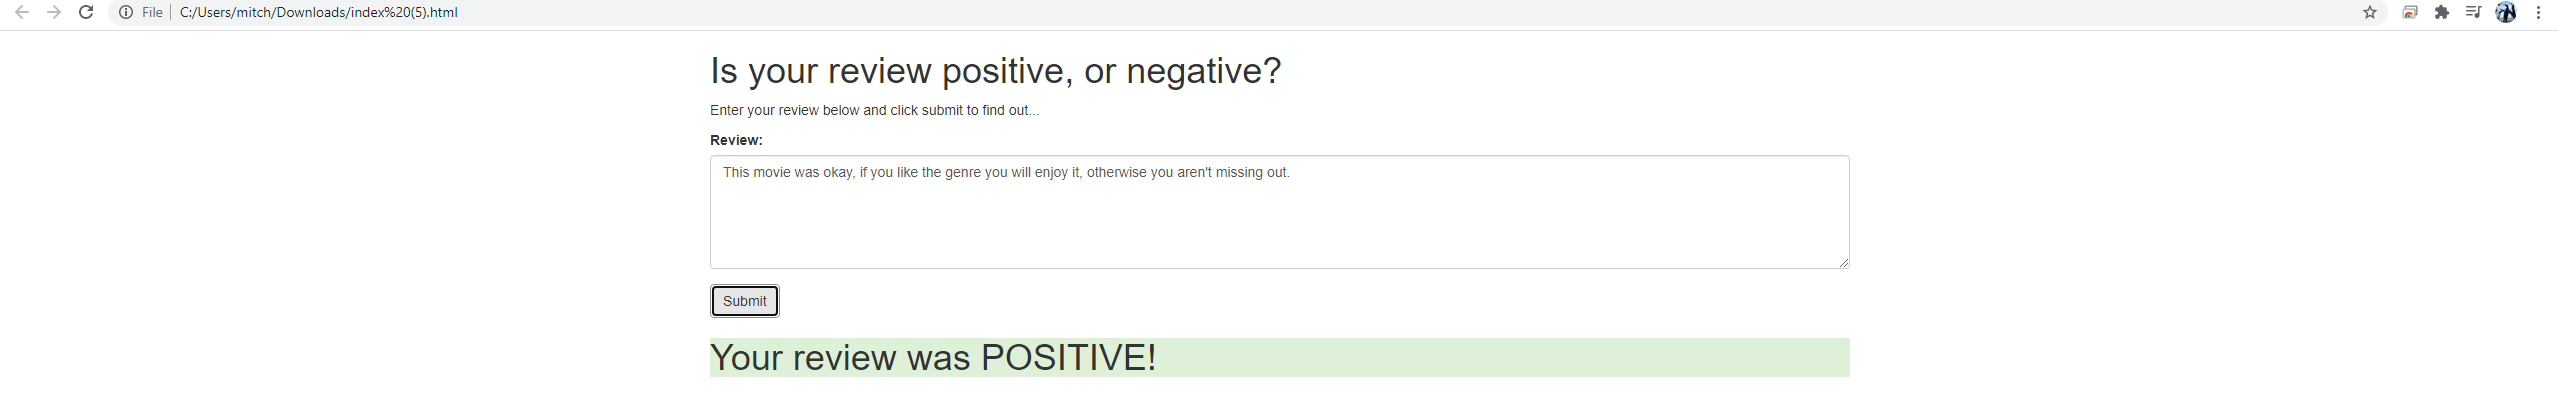 File C:/Users/mitch/Downloads/index%20(5).html
Is your review positive, or negative?
Enter your review below and click submit to find out...
Review:
This movie was okay, if you like the genre you will enjoy it, otherwise you aren't missing out.
Submit
Your review was POSITIVE!